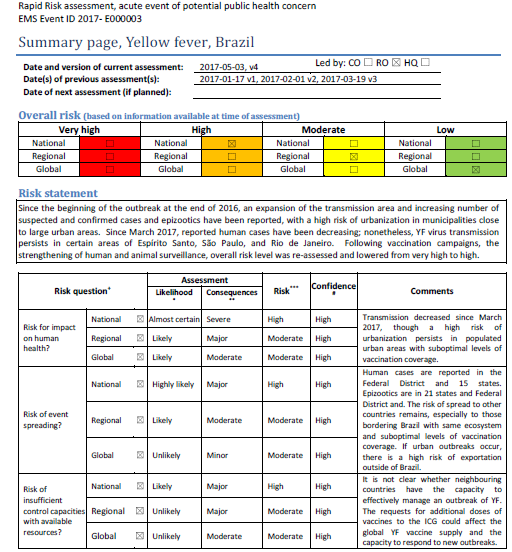 Rapid Risk assessment, acute event of potential public health concern
EMS Event ID 2017- E000003
Summary page, Yellow fever, Brazil
Date and version of current assessment: 2017-05-03, v4 Led by: CO ☐ RO ☒ HQ ☐
Date(s) of previous assessment(s): 2017-01-17 v1, 2017-02-01 v2, 2017-03-19 v3
Date of next assessment (if planned):
Overall risk (based on information available at time of assessment)
Very high High Moderate Low
National ☐ National ☒ National ☐ National ☐
Regional ☐ Regional ☐ Regional ☒ Regional ☐
Global ☐ Global ☐ Global ☐ Global ☒
Risk statement
Since the beginning of the outbreak at the end of 2016, an expansion of the transmission area and increasing number of
suspected and confirmed cases and epizootics have been reported, with a high risk of urbanization in municipalities close
to large urban areas. Since March 2017, reported human cases have been decreasing; nonetheless, YF virus transmission
persists in certain areas of Espírito Santo, São Paulo, and Rio de Janeiro. Following vaccination campaigns, the
strengthening of human and animal surveillance, overall risk level was re-assessed and lowered from very high to high.
Risk question+ Assessment Risk*** Confidence # Comments
Likelihood * Consequences **
Risk for impact
on human
health?
National ☒ Almost certain Severe High High
Regional ☒ Likely Major Moderate High
Global ☒ Likely Moderate Moderate High
Transmission decreased since March
2017, though a high risk of
urbanization persists in populated
urban areas with suboptimal levels of
vaccination coverage.
Risk of event
spreading?
National ☒ Highly likely Major High High
Regional ☒ Likely Moderate Moderate High
Global ☒ Unlikely Minor Moderate High
Human cases are reported in the
Federal District and 15 states.
Epizootics are in 21 states and Federal
District and. The risk of spread to other
countries remains, especially to those
bordering Brazil with same ecosystem
and suboptimal levels of vaccination
coverage. If urban outbreaks occur,
there is a high risk of exportation
outside of Brazil.
Risk of
insufficient
control capacities
with available
resources?
National ☒ Likely Major High High
Regional ☒ Unlikely Major Moderate High
Global ☒ Unlikely Moderate Moderate High
It is not clear whether neighbouring
countries have the capacity to
effectively manage an outbreak of YF.
The requests for additional doses of
vaccines to the ICG could affect the
global YF vaccine supply and the
capacity to respond to new outbreaks.